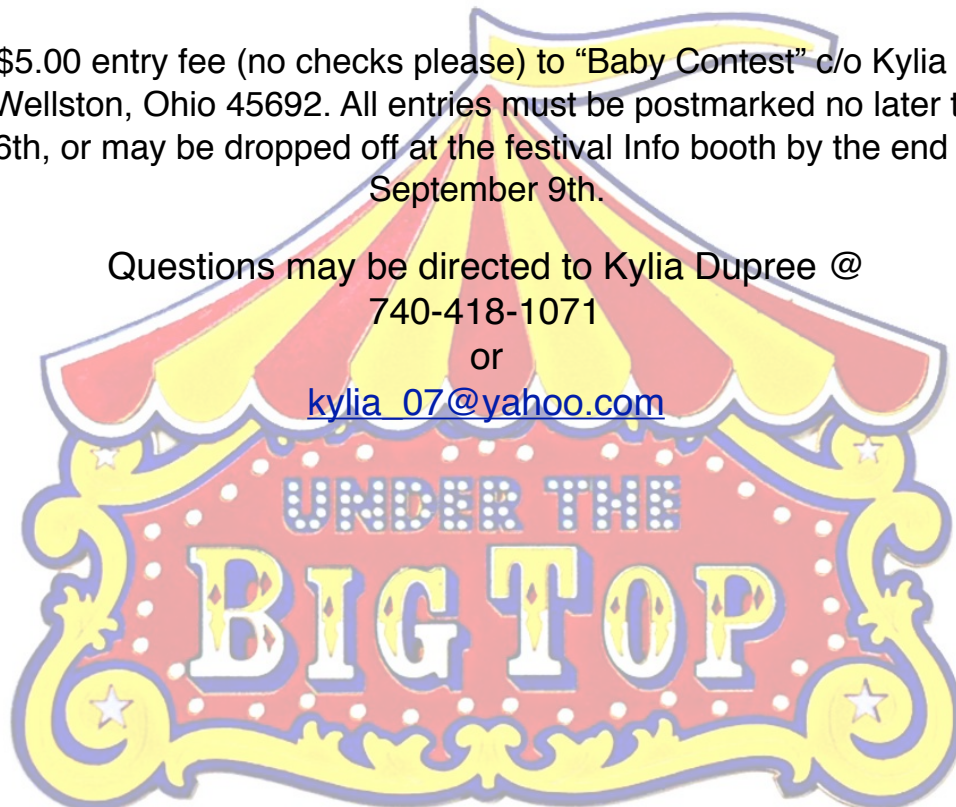 $5.00 entry fee (no checks please) to “Baby Contest” c/o Kylia
Wellston, Ohio 45692. All entries must be postmarked no later
6th, or may be dropped off at the festival Info booth by the end
September 9th.
Questions may be directed to Kylia Dupree @
740-418-1071
or
kylia_07@yahoo.com
UNDER THE
BIG TOP